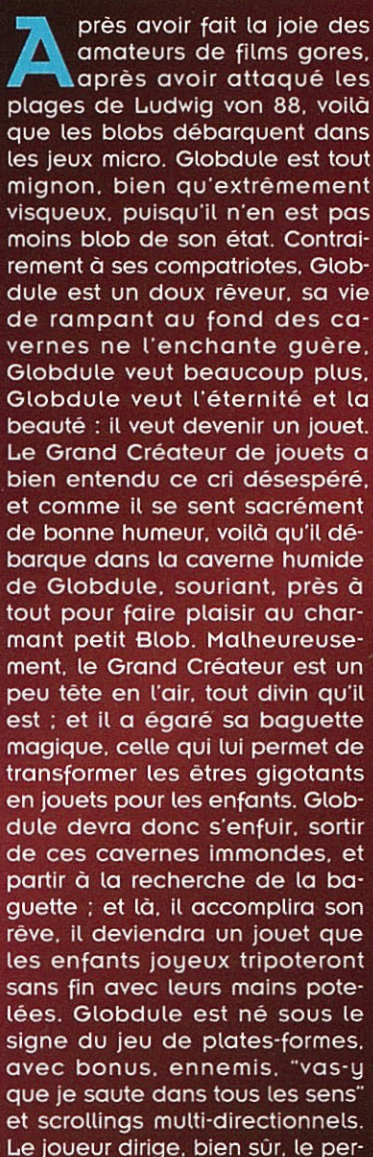 Après avoir fait la joie des
amateurs de films gores,
après avoir attaqué les
plages de Ludwig von 88, voilà
que les blobs débarquent dans
les jeux micro. Globdule est tout
mignon, bien qu'extrêmement
visqueux, puisqu'il n'en est pas
moins blob de son état. Contrai-
rement à ses compatriotes, Glob-
dule est un doux rêveur, sa vie
de rampant au fond des ca-
vernes ne l'enchante guère,
Globdule veut beaucoup plus,
Globdule veut l'éternité et la
beauté : il veut devenir un jouet.
Le Grand Créateur de jouets a
bien entendu ce cri désespéré,
et comme il se sent sacrément
de bonne humeur, voilà qu'il dé-
barque dans la caverne humide
de Globdule, souriant, près à
tout pour faire plaisir au char-
mant petit Blob. Malheureuse-
ment, le Grand Créateur est un
peu tête en l'air, tout divin qu'il
est ; et il a égaré sa baguette
magique, celle qui lui permet de
transformer les êtres gigotants
en jouets pour les enfants. Glob-
dule devra donc s'enfuir, sortir
de ces cavernes immondes, et
partir à la recherche de la ba-
guette ; et là, il accomplira son
rêve, il deviendra un jouet que
les enfants joyeux tripoteront
sans fin avec leurs mains pote-
lées. Globdule est né sous le
signe du jeu de plates-formes,
avec bonus, ennemis, "vas-y
que je saute dans tous les sens"
et scrollings multi-directionnels.
Le joueur dirige, bien sûr, le per-